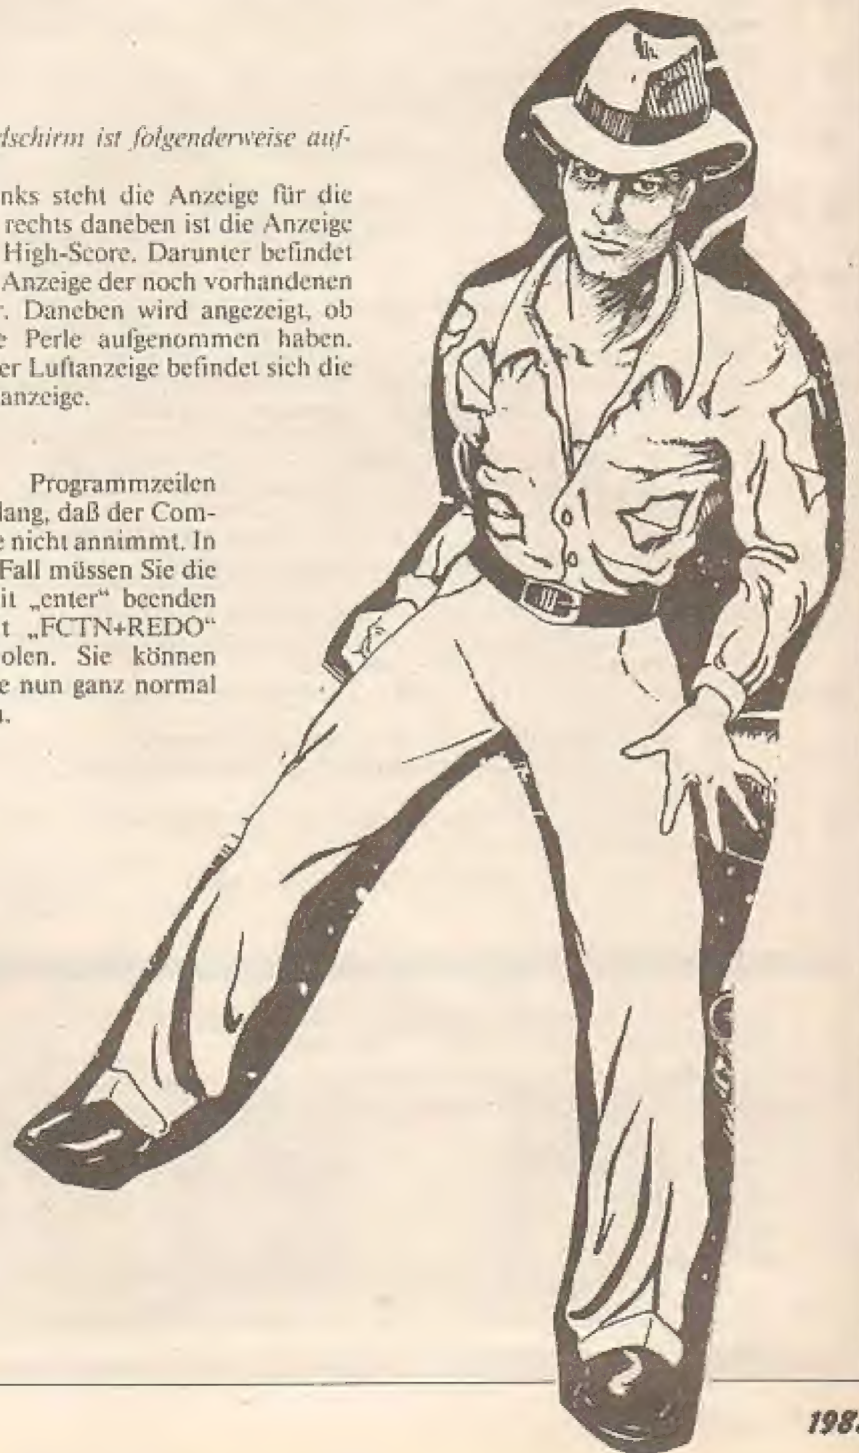 dschirm ist folgenderweise auf-
nks steht die Anzeige für die
rechts daneben ist die Anzeige
High-Score. Darunter befindet
Anzeige der noch vorhandenen
r. Daneben wird angezeigt, ob
e Perle aufgenommen haben.
er Luftanzeige befindet sich die
anzeige.
Programmzeilen
lang, daß der Com-
e nicht annimmt. In
Fall müssen Sie die
it „enter“ beenden
t „FCTN+REDO“
olen. Sie können
e nun ganz normal
198